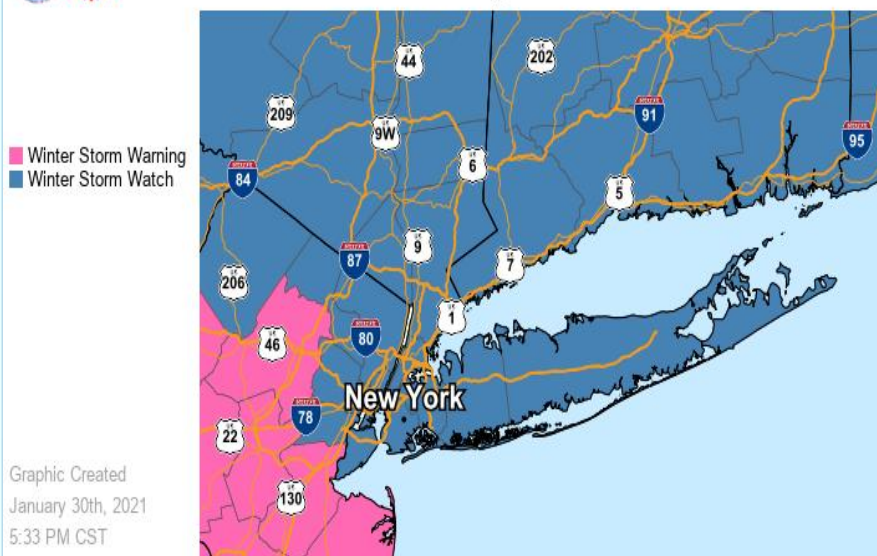 44
202
209
9W
91
95
6
Winter Storm Warning
Winter Storm Watch
84
5
9
87
7
206
1
46
80
New York
78
22
Graphic Created
January 30th, 2021
130
5:33 PM CST